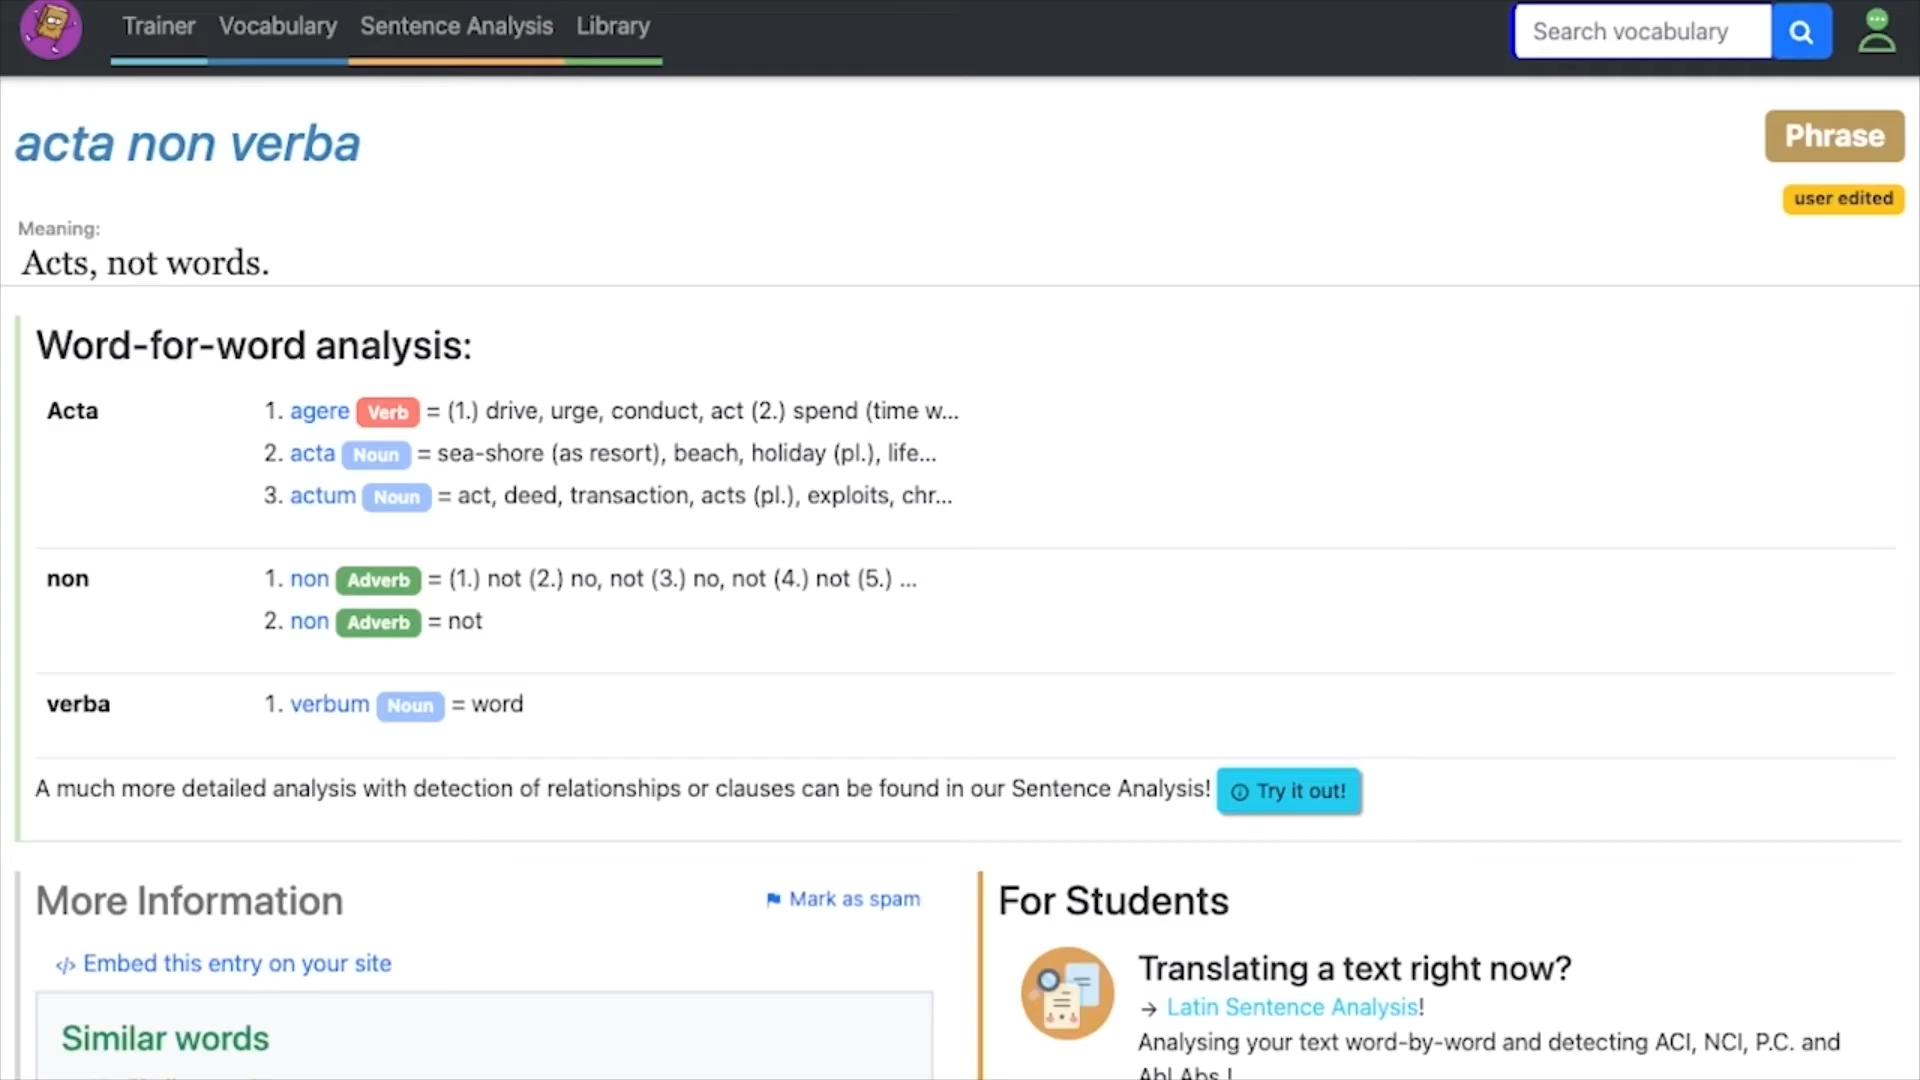 Trainer Vocabulary Sentence Analysis Library Search vocabulary
acta non verba
Phrase
user edited
Meaning:
Acts, not words.
Word-for-word analysis:
Acta
1. agere Verb = (1.) drive, urge, conduct, act (2.) spend (time w...
2. acta Noun = sea-shore (as resort), beach, holiday (pl.), life...
3. actum Noun = act, deed, transaction, acts (pl.), exploits, chr...
non
1. non Adverb = (1.) not (2.) no, not (3.) no, not (4.) not (5.) ...
2. non Adverb = not
verba
1. verbum Noun = word
A much more detailed analysis with detection of relationships or clauses can be found in our Sentence Analysis! Try it out!
More Information
Mark as spam
</> Embed this entry on your site
Similar words
For Students
Translating a text right now?
→ Latin Sentence Analysis!
Analysing your text word-by-word and detecting ACI, NCI, P.C. and
Abl.Abs.!